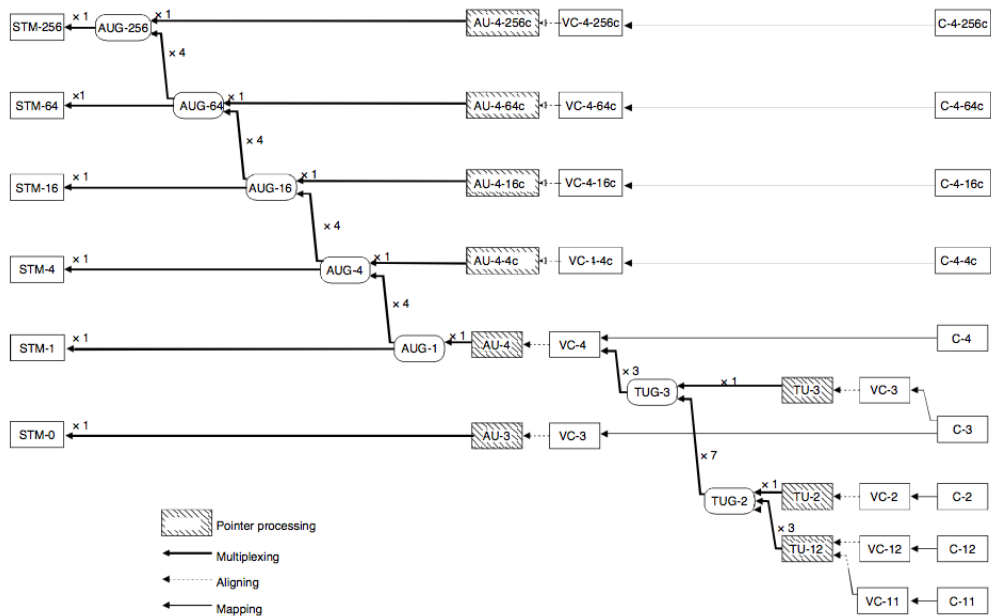 × 1
× 1
STM-256
AUG-256
AU-4-256c
VC-4-256c
C-4-256c
× 4
×1
× 1
STM-64
AUG-64
AU-4-64c
VC-4-64c
C-4-64c
× 4
× 1
× 1
STM-16
AUG-16
AU-4-16c
VC-4-16c
C-4-16c
× 4
× 1
× 1
STM-4
AUG-4
AU-4-4c
VC-4-4c
C-4-4c
× 4
× 1
× 1
STM-1
AUG-1
AU-4
VC-4
C-4
× 3
× 1
TUG-3
TU-3
VC-3
× 1
STM-0
AU-3
VC-3
C-3
× 7
× 1
TUG-2
TU-2
VC-2
C-2
× 3
TU-12
VC-12
C-12
VC-11
C-11
Pointer processing
Multiplexing
Aligning
Mapping